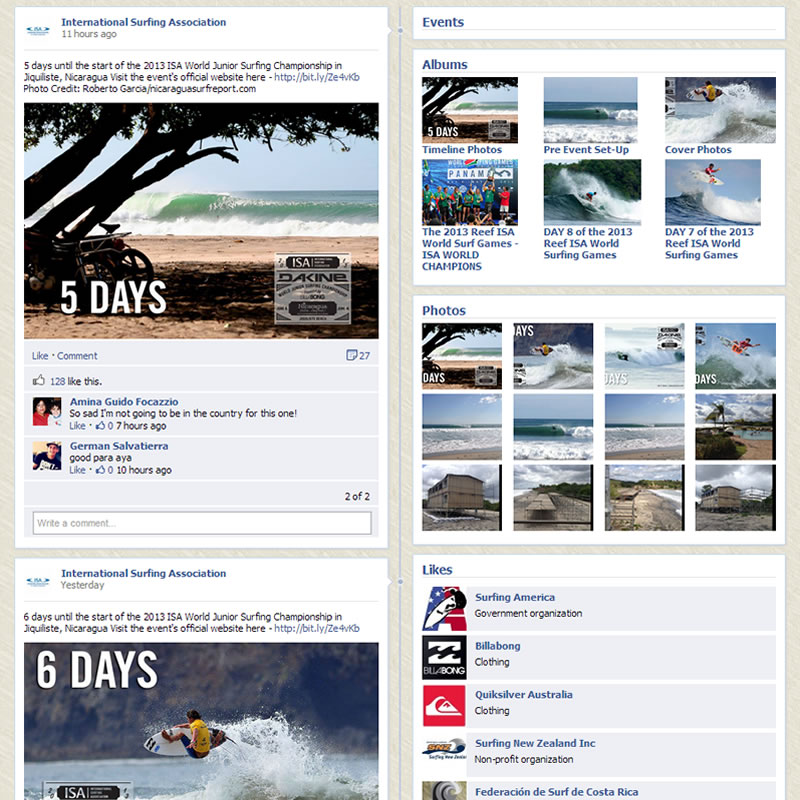 International Surfing Association
11 hours ago
5 days until the start of the 2013 ISA World Junior Surfing Championship in
Jiquiliste, Nicaragua Visit the event's official website here - http://bit.ly/Ze4vKb
Photo Credit: Roberto Garcia/nicaraguasurfreport.com
ISA
DAKINE
WORLD JUNIOR SURFING CHAMPIONSHIP
BILLABONG
Nicaragua
5 DAYS
Like · Comment
27
128 like this.
Amina Guido Focazzio
So sad I'm not going to be in the country for this one!
Like · 0 7 hours ago
German Salvatierra
good para aya
Like · 0 10 hours ago
2 of 2
Write a comment...
International Surfing Association
Yesterday
6 days until the start of the 2013 ISA World Junior Surfing Championship in
Jiquiliste, Nicaragua Visit the event's official website here - http://bit.ly/Ze4vKb
6 DAYS
ISA
Events
Albums
5 DAYS
Timeline Photos
Pre Event Set-Up
Cover Photos
PANAM
The 2013 Reef ISA
World Surf Games -
ISA WORLD
CHAMPIONS
DAY 8 of the 2013
Reef ISA World
Surfing Games
DAY 7 of the 2013
Reef ISA World
Surfing Games
Photos
DAYS
DAYS
DAYS
DAYS
Likes
Surfing America
Government organization
BILLABONG
Billabong
Clothing
Quiksilver Australia
Clothing
SNZ
Surfing New Zealand Inc
Non-profit organization
Federación de Surf de Costa Rica